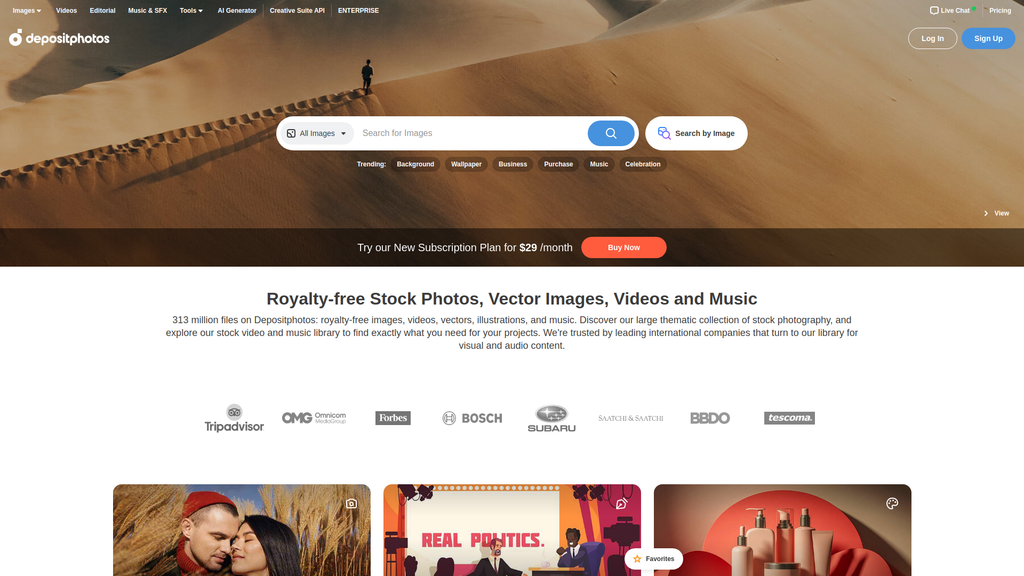 Images
Videos
Editorial
Music & SFX
Tools
AI Generator
Creative Suite API
ENTERPRISE
Live Chat
Pricing
depositphotos
Log In
Sign Up
All Images
Search for Images
Search by Image
Trending:
Background
Wallpaper
Business
Purchase
Music
Celebration
View
Try our New Subscription Plan for $29 /month
Buy Now
Royalty-free Stock Photos, Vector Images, Videos and Music
313 million files on Depositphotos: royalty-free images, videos, vectors, illustrations, and music. Discover our large thematic collection of stock photography, and
explore our stock video and music library to find exactly what you need for your projects. We're trusted by leading international companies that turn to our library for
visual and audio content.
Tripadvisor
OMG Omnicom
MediaGroup
Forbes
BOSCH
SUBARU
SAATCHI & SAATCHI
BBDO
tescoma.
REAL POLITICS.
Favorites